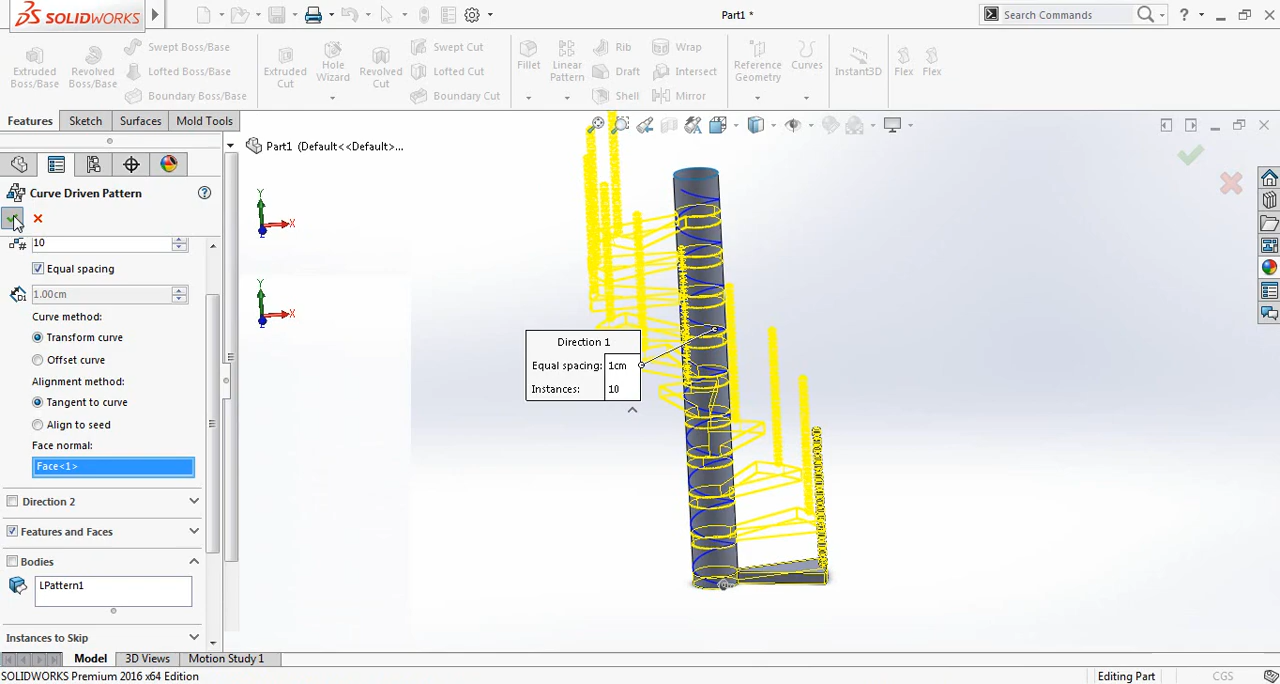 SOLIDWORKS
Part1 *
Search Commands
Extruded Boss/Base
Revolved Boss/Base
Swept Boss/Base
Lofted Boss/Base
Boundary Boss/Base
Extruded Cut
Hole Wizard
Revolved Cut
Swept Cut
Lofted Cut
Boundary Cut
Fillet
Linear Pattern
Rib
Draft
Shell
Wrap
Intersect
Mirror
Reference Geometry
Curves
Instant3D
Flex
Flex
Features
Sketch
Surfaces
Mold Tools
Part1 (Default<<Default>...
Curve Driven Pattern
10
Equal spacing
1.00cm
Curve method:
Transform curve
Offset curve
Alignment method:
Tangent to curve
Align to seed
Face normal:
Face<1>
Direction 2
Features and Faces
Bodies
LPattern1
Instances to Skip
Y
X
Y
X
Direction 1
Equal spacing: 1cm
Instances: 10
Model
3D Views
Motion Study 1
SOLIDWORKS Premium 2016 x64 Edition
Editing Part
CGS